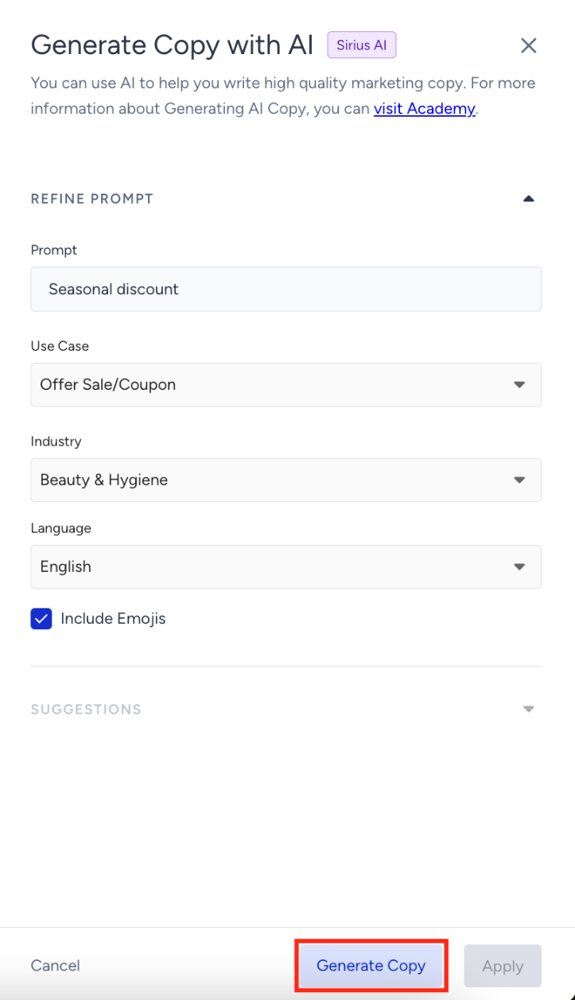 Generate Copy with AI Sirius AI
You can use AI to help you write high quality marketing copy. For more
information about Generating AI Copy, you can visit Academy.
REFINE PROMPT
Prompt
Seasonal discount
Use Case
Offer Sale/Coupon
Industry
Beauty & Hygiene
Language
English
Include Emojis
SUGGESTIONS
Cancel Generate Copy Apply